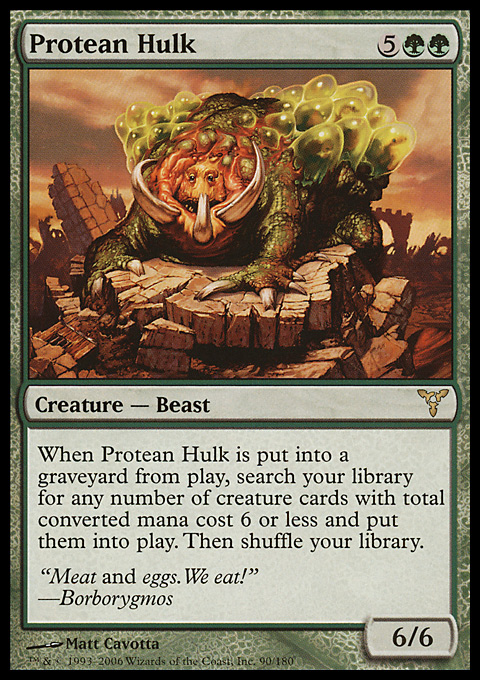 Protean Hulk 5
Creature — Beast
When Protean Hulk is put into a
graveyard from play, search your library
for any number of creature cards with total
converted mana cost 6 or less and put
them into play. Then shuffle your library.
“Meat and eggs. We eat!”
—Borborygmos
Matt Cavotta
6/6
™ & © 1993–2006 Wizards of the Coast, Inc. 90/180